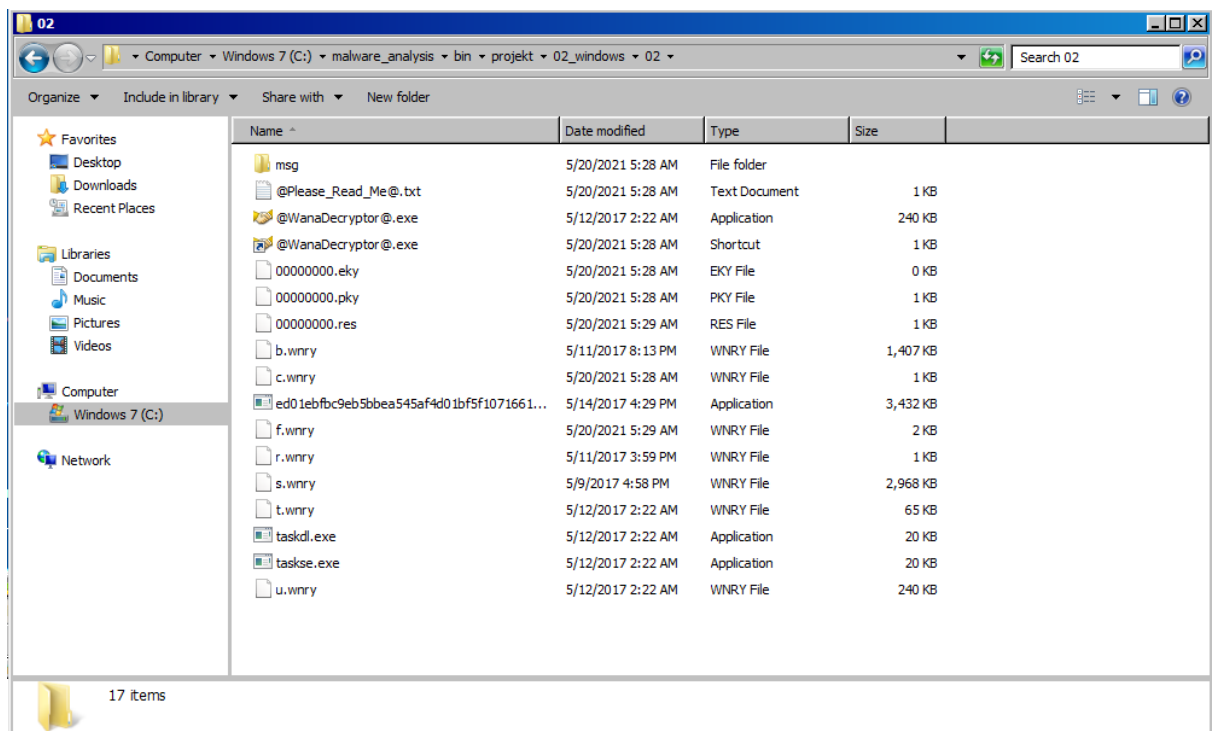 02
Computer Windows 7 (C:) malware_analysis bin projekt 02_windows 02 Search 02
Organize Include in library Share with New folder
Favorites
Desktop
Downloads
Recent Places
Libraries
Documents
Music
Pictures
Videos
Computer
Windows 7 (C:)
Network
Name Date modified Type Size
msg 5/20/2021 5:28 AM File folder
@Please_Read_Me@.txt 5/20/2021 5:28 AM Text Document 1 KB
@WanaDecryptor@.exe 5/12/2017 2:22 AM Application 240 KB
@WanaDecryptor@.exe 5/20/2021 5:28 AM Shortcut 1 KB
00000000.eky 5/20/2021 5:28 AM EKY File 0 KB
00000000.pky 5/20/2021 5:28 AM PKY File 1 KB
00000000.res 5/20/2021 5:29 AM RES File 1 KB
b.wnry 5/11/2017 8:13 PM WNRY File 1,407 KB
c.wnry 5/20/2021 5:28 AM WNRY File 1 KB
ed01ebfbc9eb5bbea545af4d01bf5f1071661... 5/14/2017 4:29 PM Application 3,432 KB
f.wnry 5/20/2021 5:29 AM WNRY File 2 KB
r.wnry 5/11/2017 3:59 PM WNRY File 1 KB
s.wnry 5/9/2017 4:58 PM WNRY File 2,968 KB
t.wnry 5/12/2017 2:22 AM WNRY File 65 KB
taskdl.exe 5/12/2017 2:22 AM Application 20 KB
taskse.exe 5/12/2017 2:22 AM Application 20 KB
u.wnry 5/12/2017 2:22 AM WNRY File 240 KB
17 items